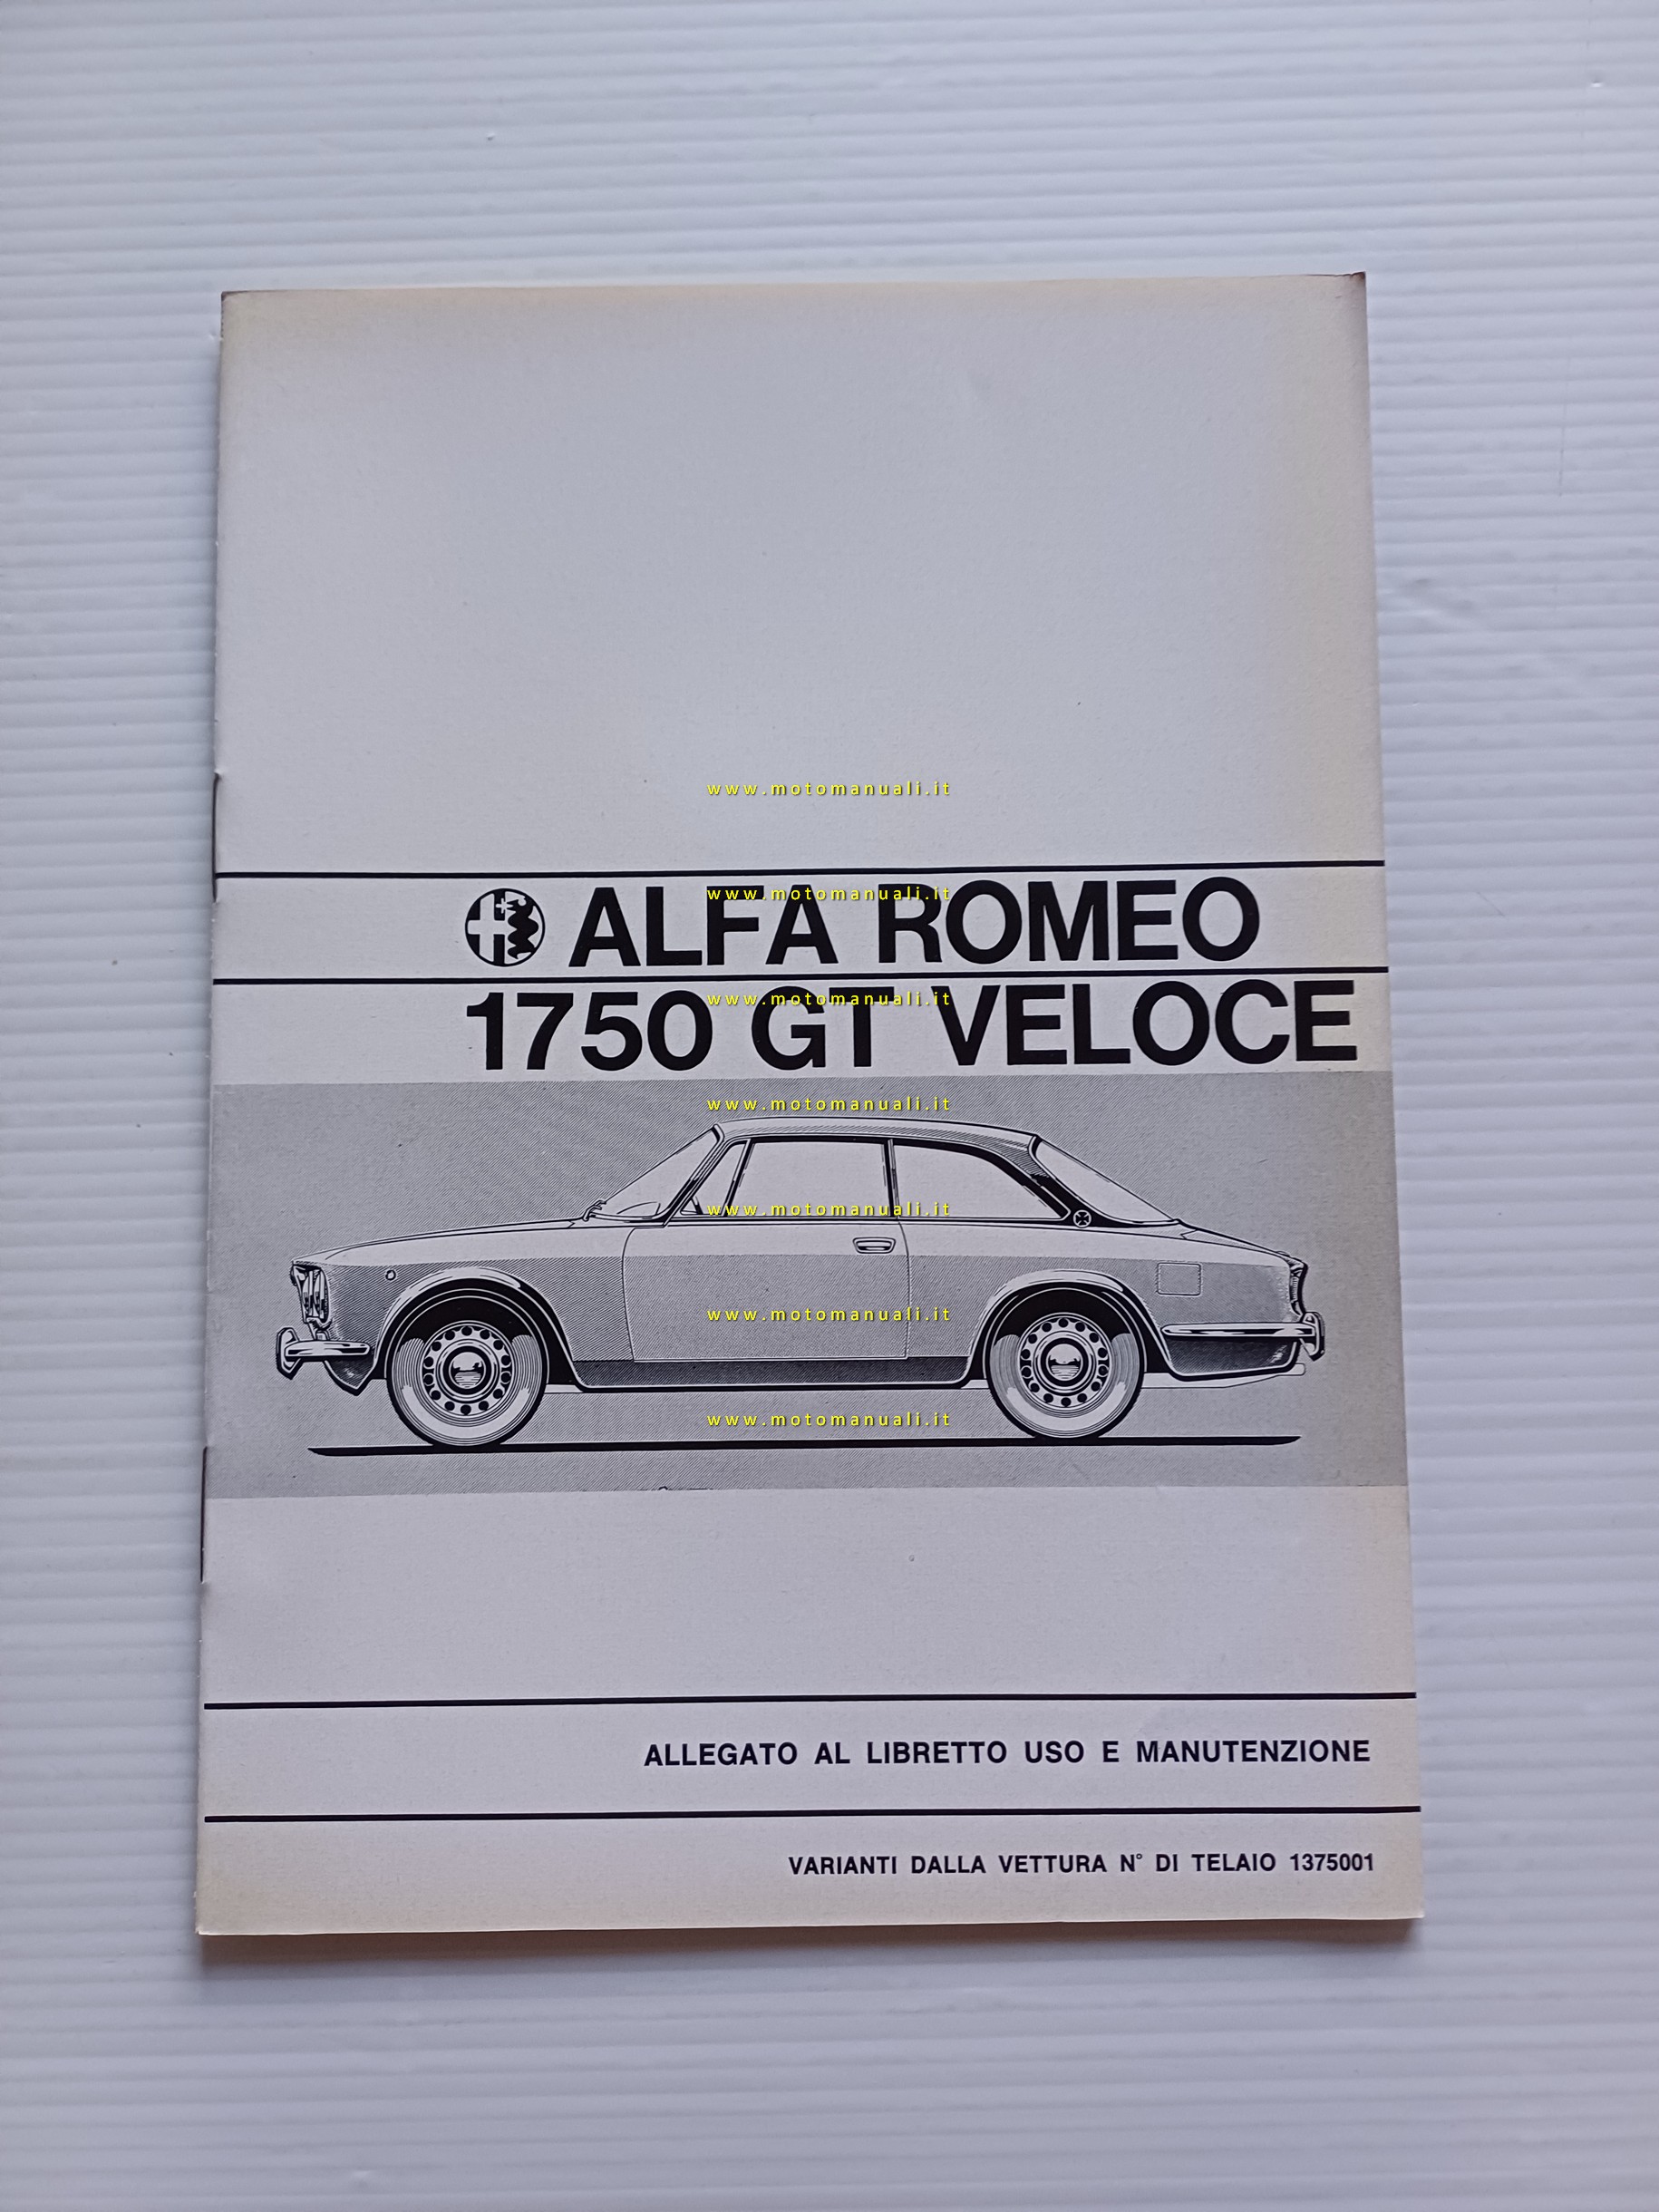 www.motomanuali.it
www.motomanuali.it
ALFA ROMEO
www.motomanuali.it
1750 GT VELOCE
www.motomanuali.it
www.motomanuali.it
www.motomanuali.it
www.motomanuali.it
ALLEGATO AL LIBRETTO USO E MANUTENZIONE
VARIANTI DALLA VETTURA N° DI TELAIO 1375001